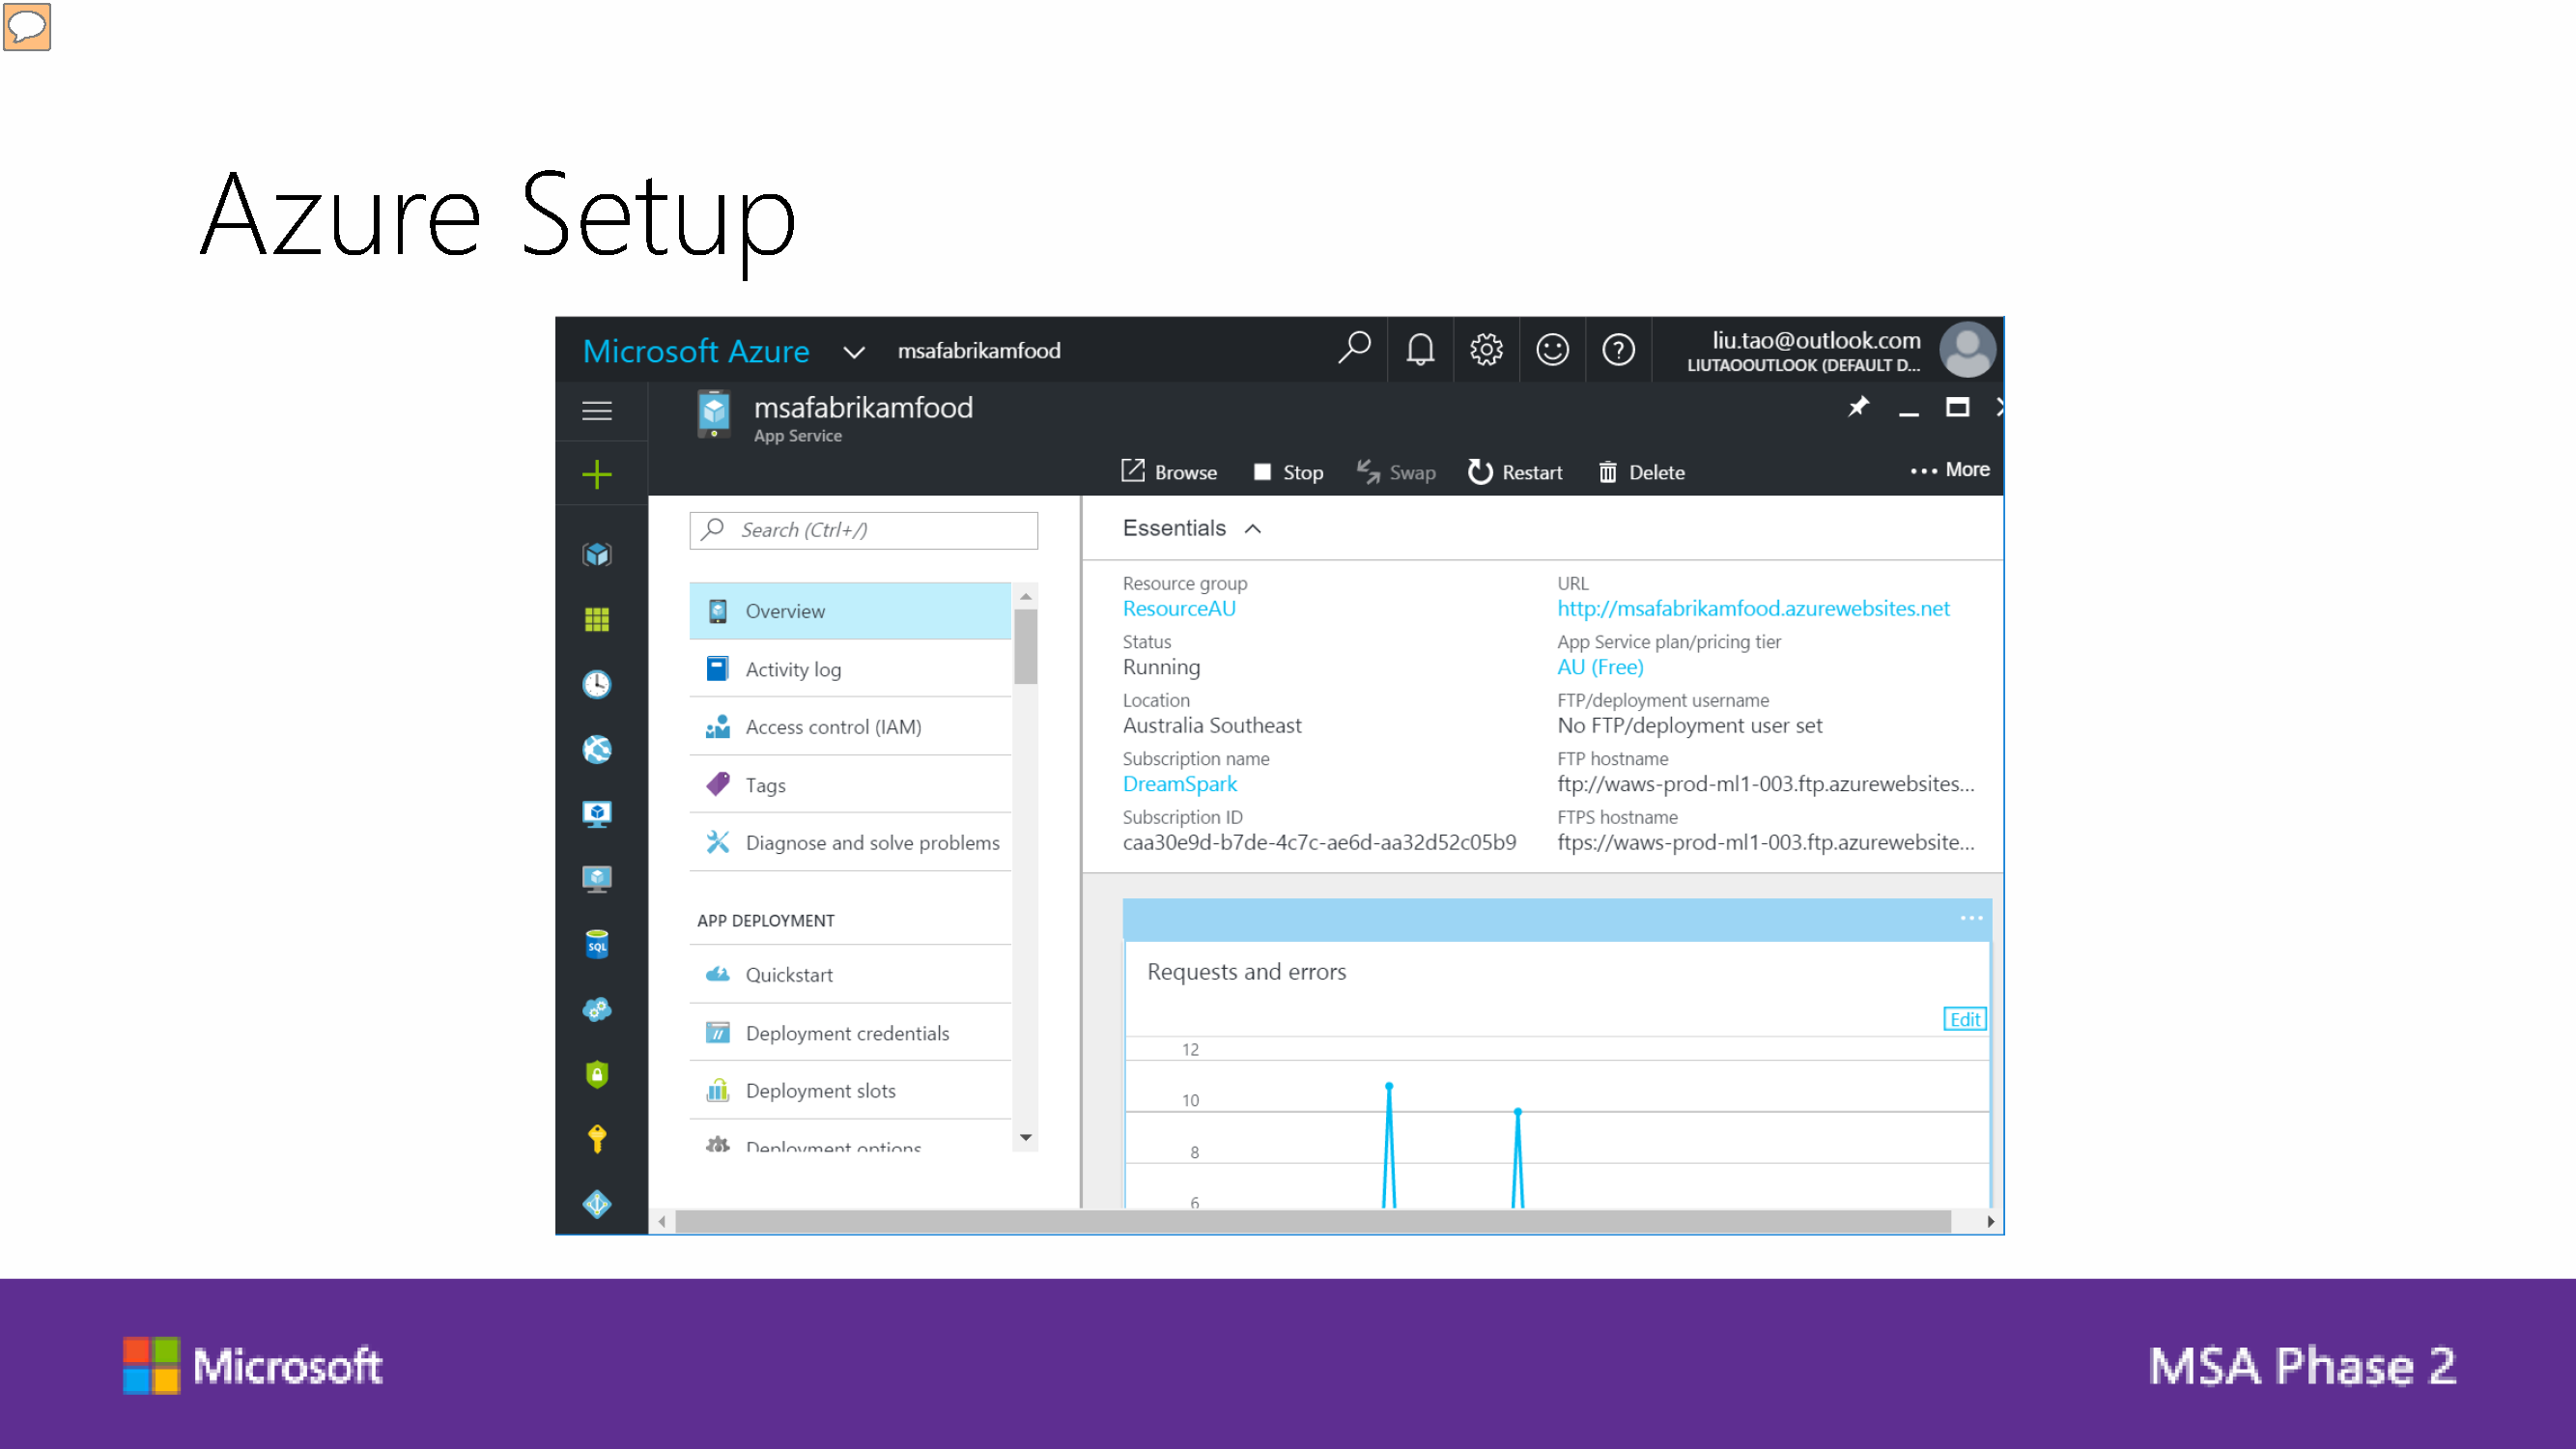 Azure Setup
Microsoft Azure msafabrikamfood liu.tao@outlook.com
LIUTAOOUTLOOK (DEFAULT D...
msafabrikamfood
App Service
Browse Stop Swap Restart Delete ... More
Search (Ctrl+/)
Overview
Activity log
Access control (IAM)
Tags
Diagnose and solve problems
APP DEPLOYMENT
Quickstart
Deployment credentials
Deployment slots
Deployment options
Essentials
Resource group
ResourceAU
Status
Running
Location
Australia Southeast
Subscription name
DreamSpark
Subscription ID
caa30e9d-b7de-4c7c-ae6d-aa32d52c05b9
URL
http://msafabrikamfood.azurewebsites.net
App Service plan/pricing tier
AU (Free)
FTP/deployment username
No FTP/deployment user set
FTP hostname
ftp://waws-prod-ml1-003.ftp.azurewebsites...
FTPS hostname
ftps://waws-prod-ml1-003.ftp.azurewebsite...
...
Requests and errors
Edit
12
10
8
6
SQL
Microsoft
MSA Phase 2